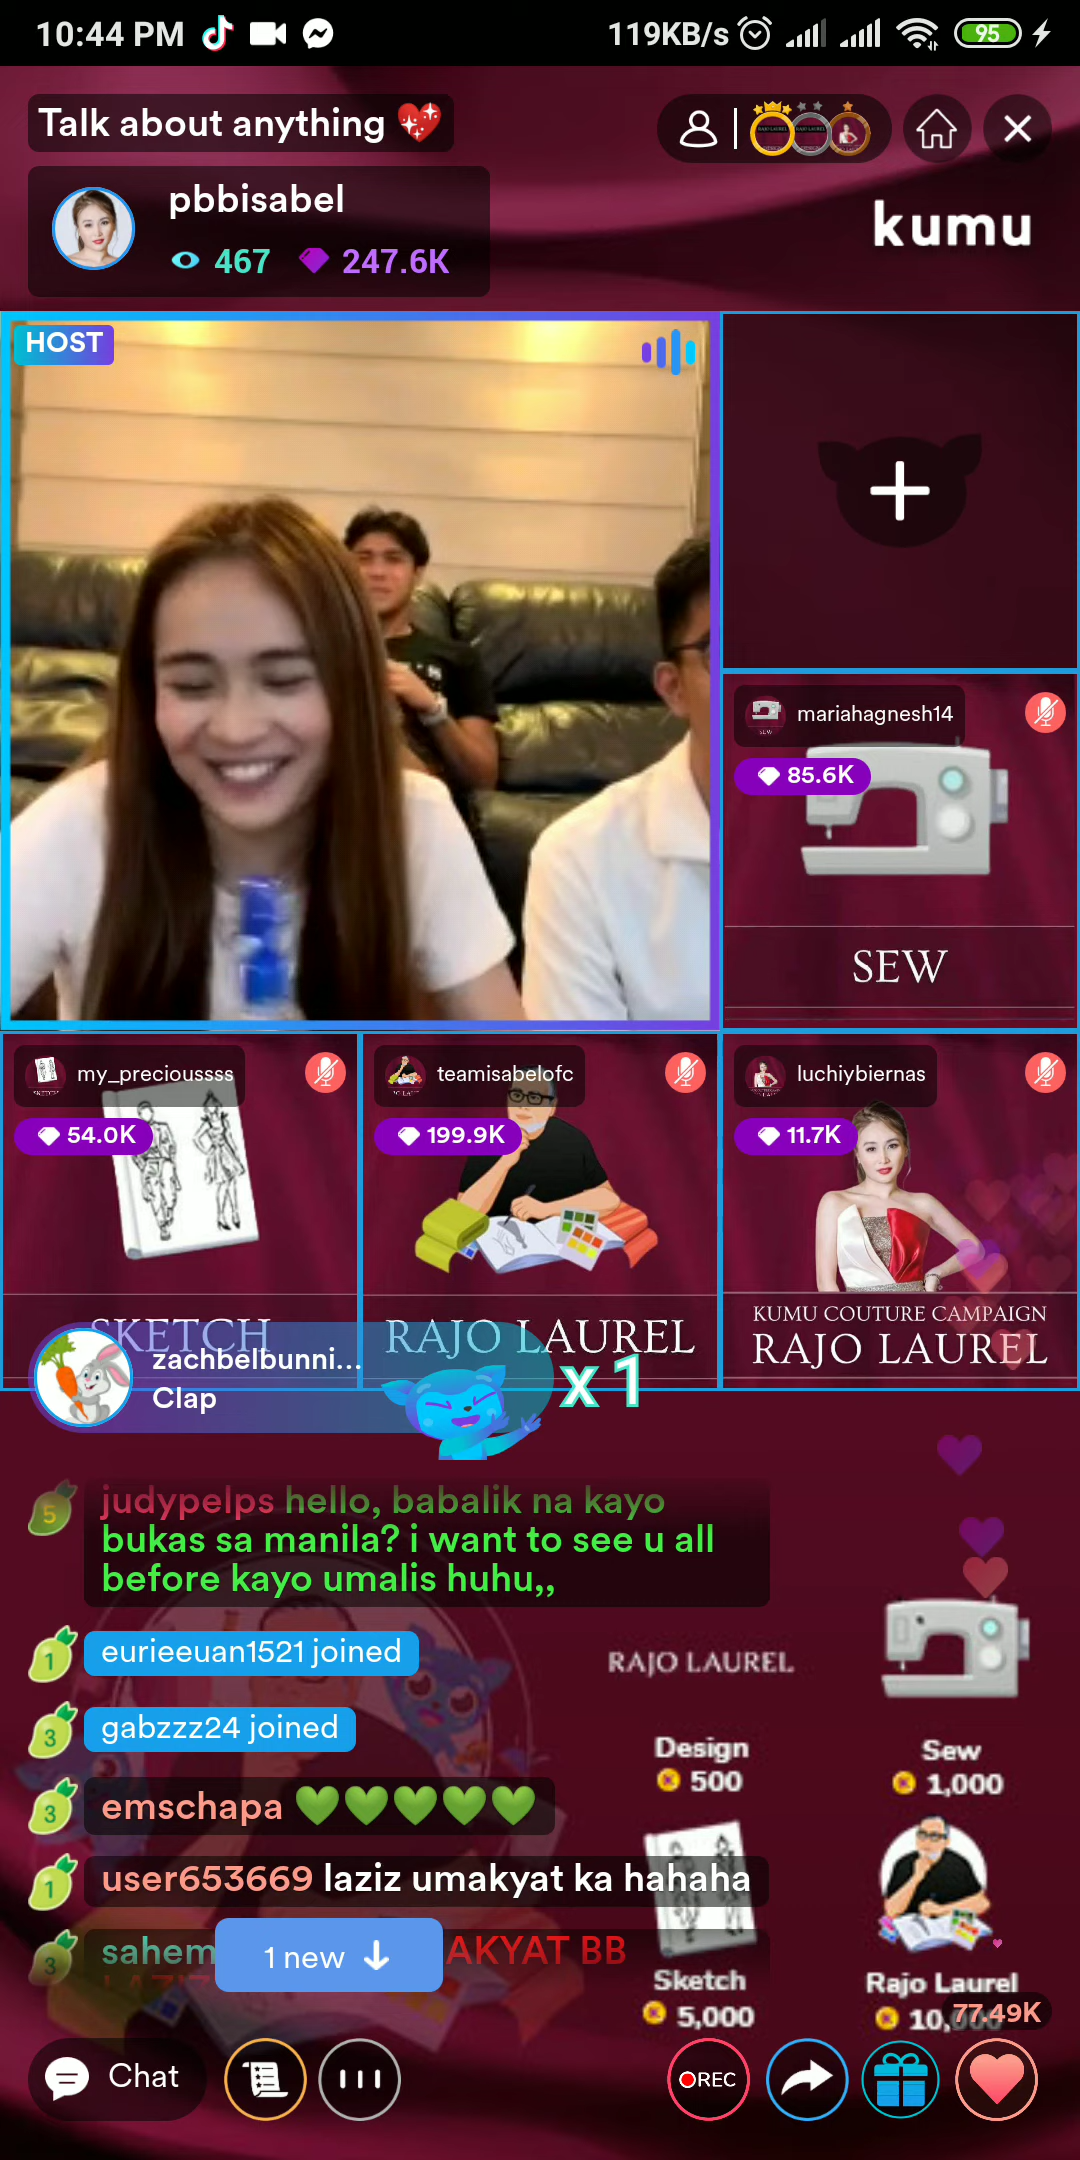 10:44 PM
119KB/s
95
Talk about anything 💖
pbbisabel
467 247.6K
kumu
HOST
mariahagnesh14
85.6K
SEW
my_precioussss
54.0K
SKETCH
teamisabelofc
199.9K
RAJO LAUREL
luchiybiernas
11.7K
KUMU COUTURE CAMPAIGN
RAJO LAUREL
zachbelbunni...
Clap
x1
5 judypelps hello, babalik na kayo
bukas sa manila? i want to see u all
before kayo umalis huhu,,
1 eurieeuan1521 joined
3 gabzzz24 joined
3 emschapa 💚💚💚💚💚
1 user653669 laziz umakyat ka hahaha
3 sahem AKYAT BB
1 new ↓
RAJO LAUREL
Design
500
Sew
1,000
Sketch
5,000
Rajo Laurel
10,
77.49K
Chat
REC